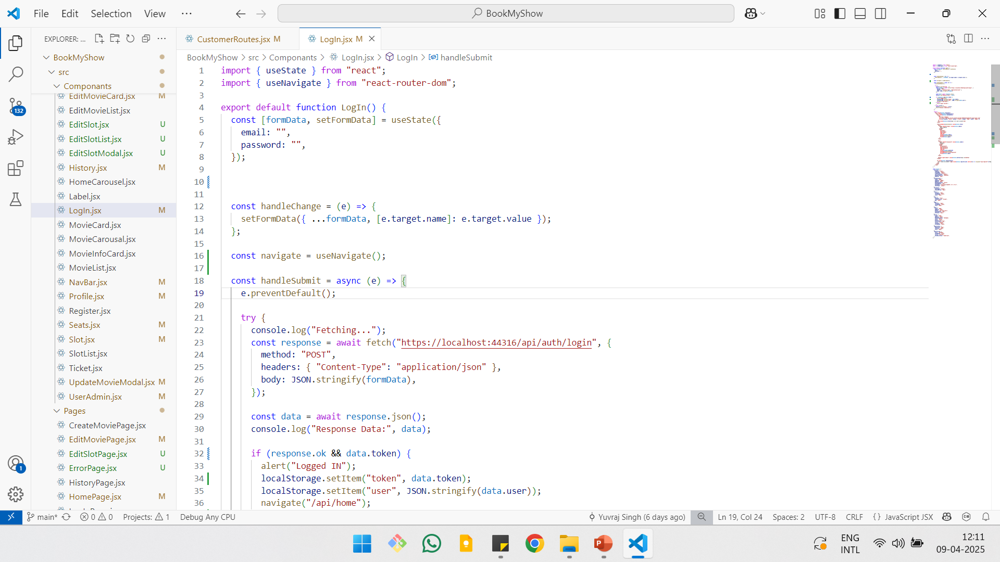 File Edit Selection View ···
BookMyShow
EXPLORER: ...
BookMyShow
src
Componants
EditMovieCard.jsx M
EditMovieList.jsx
EditSlot.jsx U
EditSlotList.jsx U
EditSlotModal.jsx U
History.jsx M
HomeCarousel.jsx
Label.jsx
LogIn.jsx M
MovieCard.jsx
MovieCarousal.jsx
MovieInfoCard.jsx
MovieList.jsx
NavBar.jsx M
Profile.jsx M
Register.jsx
Seats.jsx M
Slot.jsx M
SlotList.jsx
Ticket.jsx
UpdateMovieModal.jsx M
UserAdmin.jsx M
Pages
CreateMoviePage.jsx
EditMoviePage.jsx M
EditSlotPage.jsx U
ErrorPage.jsx U
HistoryPage.jsx
HomePage.jsx M
132
1
CustomerRoutes.jsx M
LogIn.jsx M
BookMyShow > src > Componants > LogIn.jsx > LogIn > handleSubmit
1 import { useState } from "react";
2 import { useNavigate } from "react-router-dom";
3
4 export default function LogIn() {
5 const [formData, setFormData] = useState({
6 email: "",
7 password: "",
8 });
9
10
11
12 const handleChange = (e) => {
13 setFormData({ ...formData, [e.target.name]: e.target.value });
14 };
15
16 const navigate = useNavigate();
17
18 const handleSubmit = async (e) => {
19 e.preventDefault();
20
21 try {
22 console.log("Fetching...");
23 const response = await fetch("https://localhost:44316/api/auth/login", {
24 method: "POST",
25 headers: { "Content-Type": "application/json" },
26 body: JSON.stringify(formData),
27 });
28
29 const data = await response.json();
30 console.log("Response Data:", data);
31
32 if (response.ok && data.token) {
33 alert("Logged IN");
34 localStorage.setItem("token", data.token);
35 localStorage.setItem("user", JSON.stringify(data.user));
36 navigate("/api/home");
main* 0 0 Projects: 1 Debug Any CPU
Yuvraj Singh (6 days ago) Ln 19, Col 24 Spaces: 2 UTF-8 CRLF {} JavaScript JSX
ENG
INTL
12:11
09-04-2025